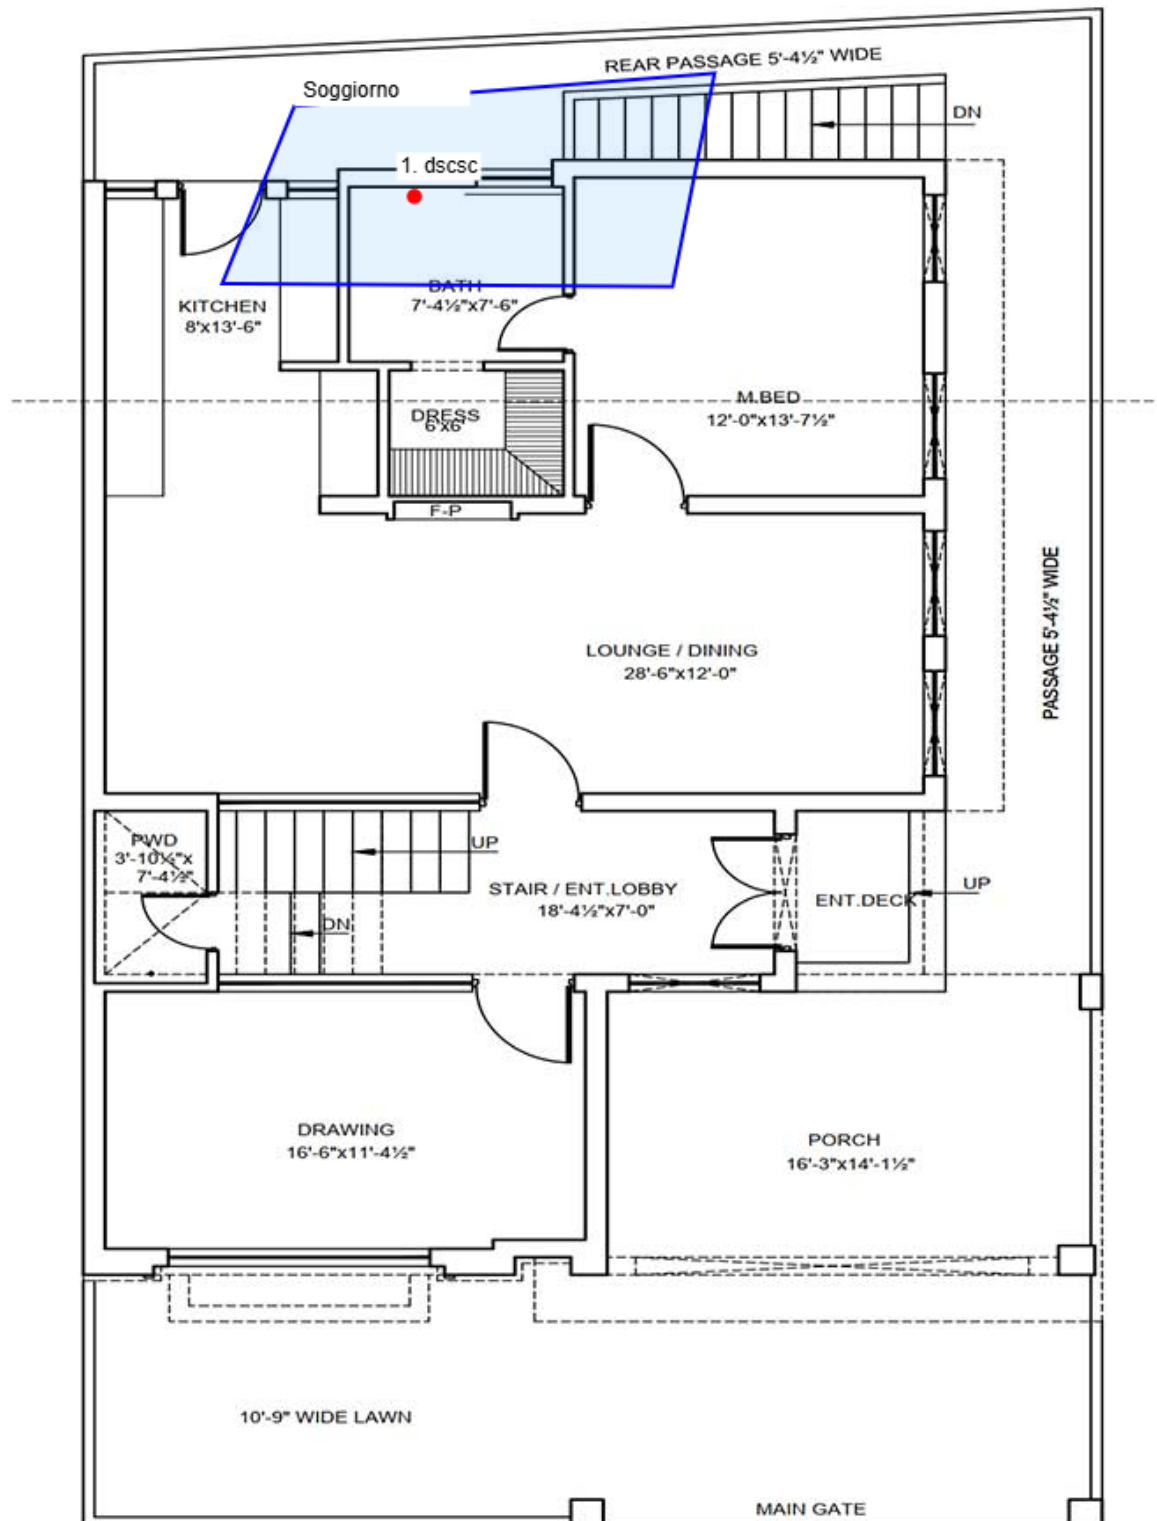 REAR PASSAGE 5'-4½" WIDE
Soggiorno
DN
1. dscsc
BATH
7'-4½"x7'-6"
KITCHEN
8'x13'-6"
M.BED
12'-0"x13'-7½"
DRESS
6'x6'
F-P
LOUNGE / DINING
28'-6"x12'-0"
PASSAGE 5'-4½" WIDE
PWD
3'-10½"x
7'-4½"
UP
STAIR / ENT.LOBBY
18'-4½"x7'-0"
UP
ENT.DECK
DN
DRAWING
16'-6"x11'-4½"
PORCH
16'-3"x14'-1½"
10'-9" WIDE LAWN
MAIN GATE